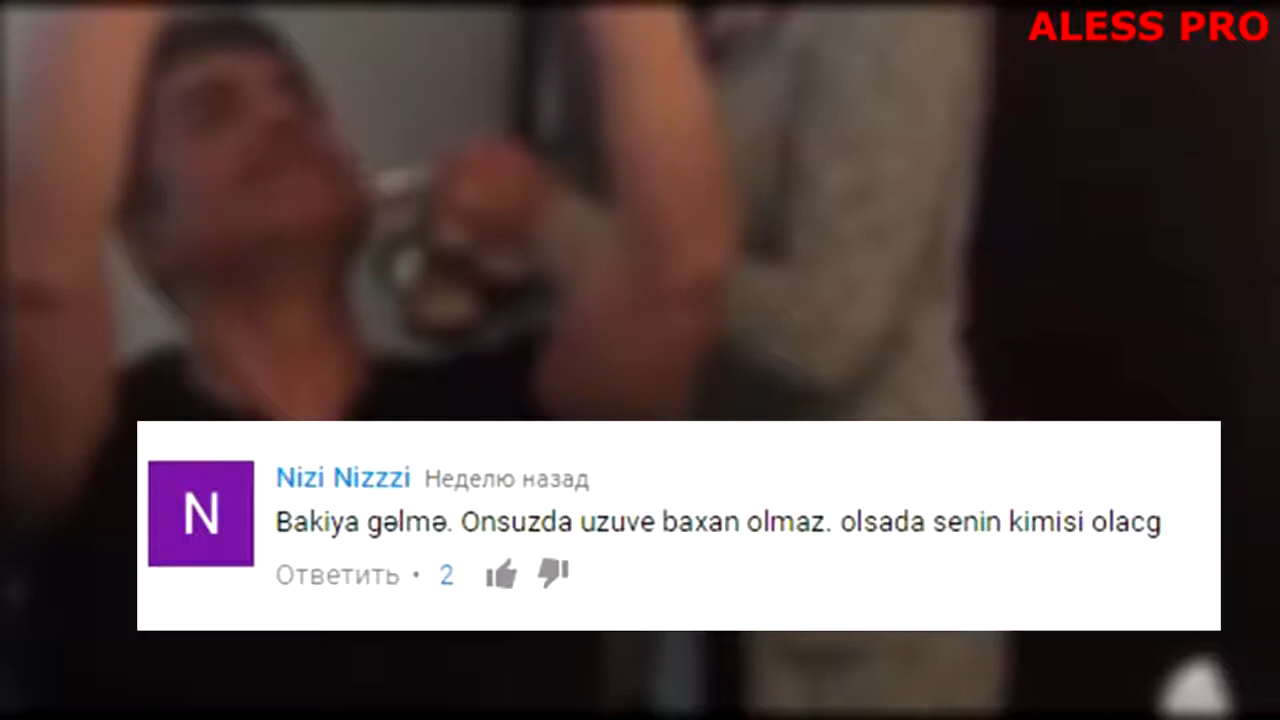 ALESS PRO
N
Nizi Nizzzi Неделю назад
Bakiya gəlmə. Onsuzda uzuve baxan olmaz. olsada senin kimisi olacg
Ответить • 2